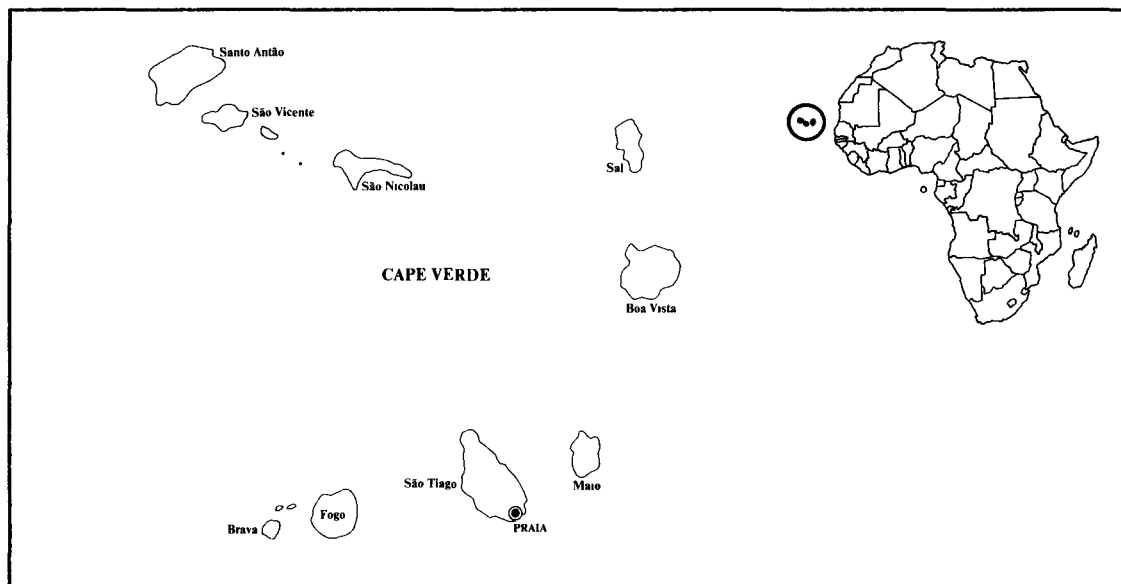 Santo Antão
São Vicente
São Nicolau
Sal
CAPE VERDE
Boa Vista
São Tiago
Maio
Fogo
Brava
PRAIA